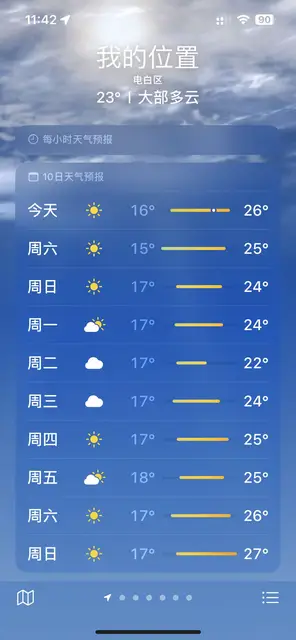 11:42
90
我的位置
电白区
23° | 大部多云
每小时天气预报
10日天气预报
今天 16° 26°
周六 15° 25°
周日 17° 24°
周一 17° 24°
周二 17° 22°
周三 17° 24°
周四 17° 25°
周五 18° 25°
周六 17° 26°
周日 17° 27°